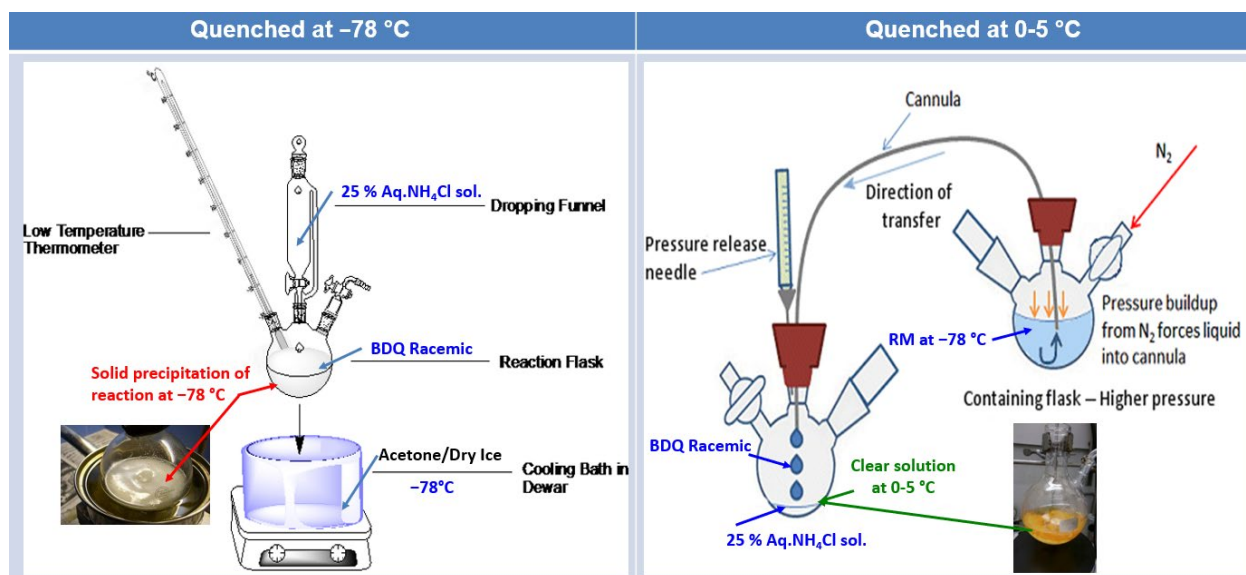 Quenched at –78 °C
25 % Aq.NH₄Cl sol.
Dropping Funnel
Low Temperature
Thermometer
BDQ Racemic
Reaction Flask
Solid precipitation of
reaction at –78 °C
Acetone/Dry Ice
–78°C
Cooling Bath in
Dewar
Quenched at 0-5 °C
Cannula
N₂
Direction of
transfer
Pressure release
needle
RM at –78 °C
Pressure buildup
from N₂ forces liquid
into cannula
Containing flask – Higher pressure
BDQ Racemic
Clear solution
at 0-5 °C
25 % Aq.NH₄Cl sol.